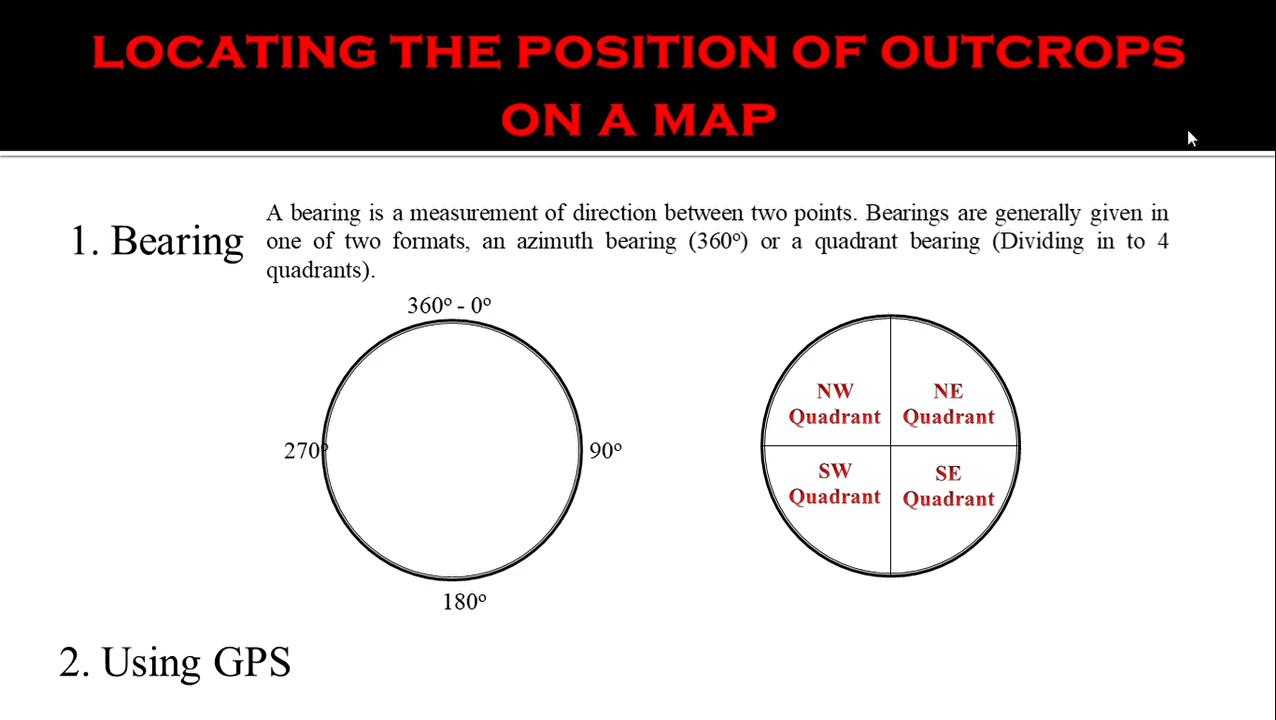 LOCATING THE POSITION OF OUTCROPS
ON A MAP
1. Bearing
A bearing is a measurement of direction between two points. Bearings are generally given in
one of two formats, an azimuth bearing (360º) or a quadrant bearing (Dividing in to 4
quadrants).
360º - 0º
270º
90º
180º
NW
Quadrant
NE
Quadrant
SW
Quadrant
SE
Quadrant
2. Using GPS